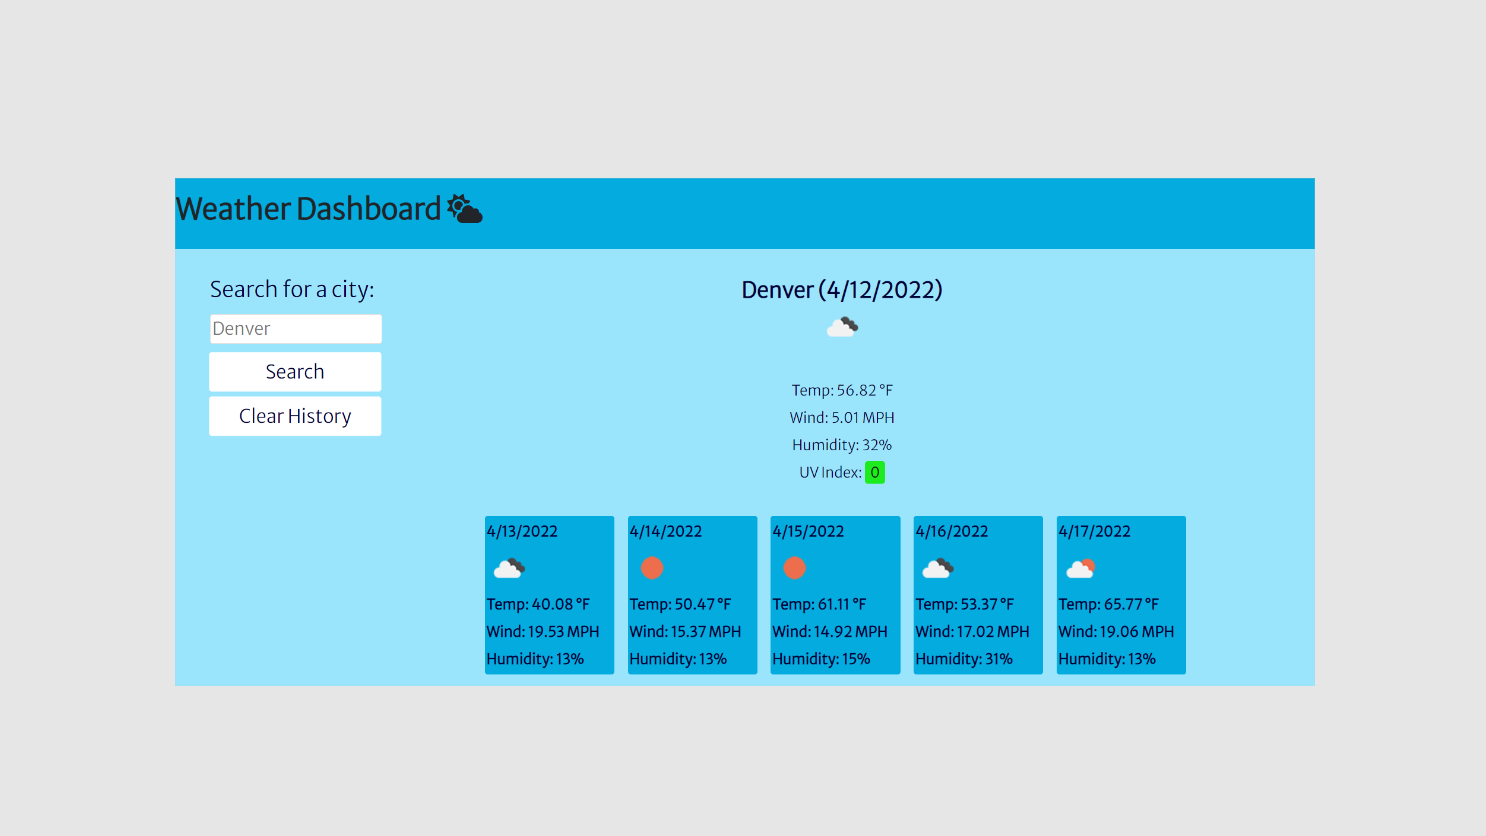 Weather Dashboard
Search for a city:
Denver
Search
Clear History
Denver (4/12/2022)
Temp: 56.82 °F
Wind: 5.01 MPH
Humidity: 32%
UV Index: 0
4/13/2022
Temp: 40.08 °F
Wind: 19.53 MPH
Humidity: 13%
4/14/2022
Temp: 50.47 °F
Wind: 15.37 MPH
Humidity: 13%
4/15/2022
Temp: 61.11 °F
Wind: 14.92 MPH
Humidity: 15%
4/16/2022
Temp: 53.37 °F
Wind: 17.02 MPH
Humidity: 31%
4/17/2022
Temp: 65.77 °F
Wind: 19.06 MPH
Humidity: 13%